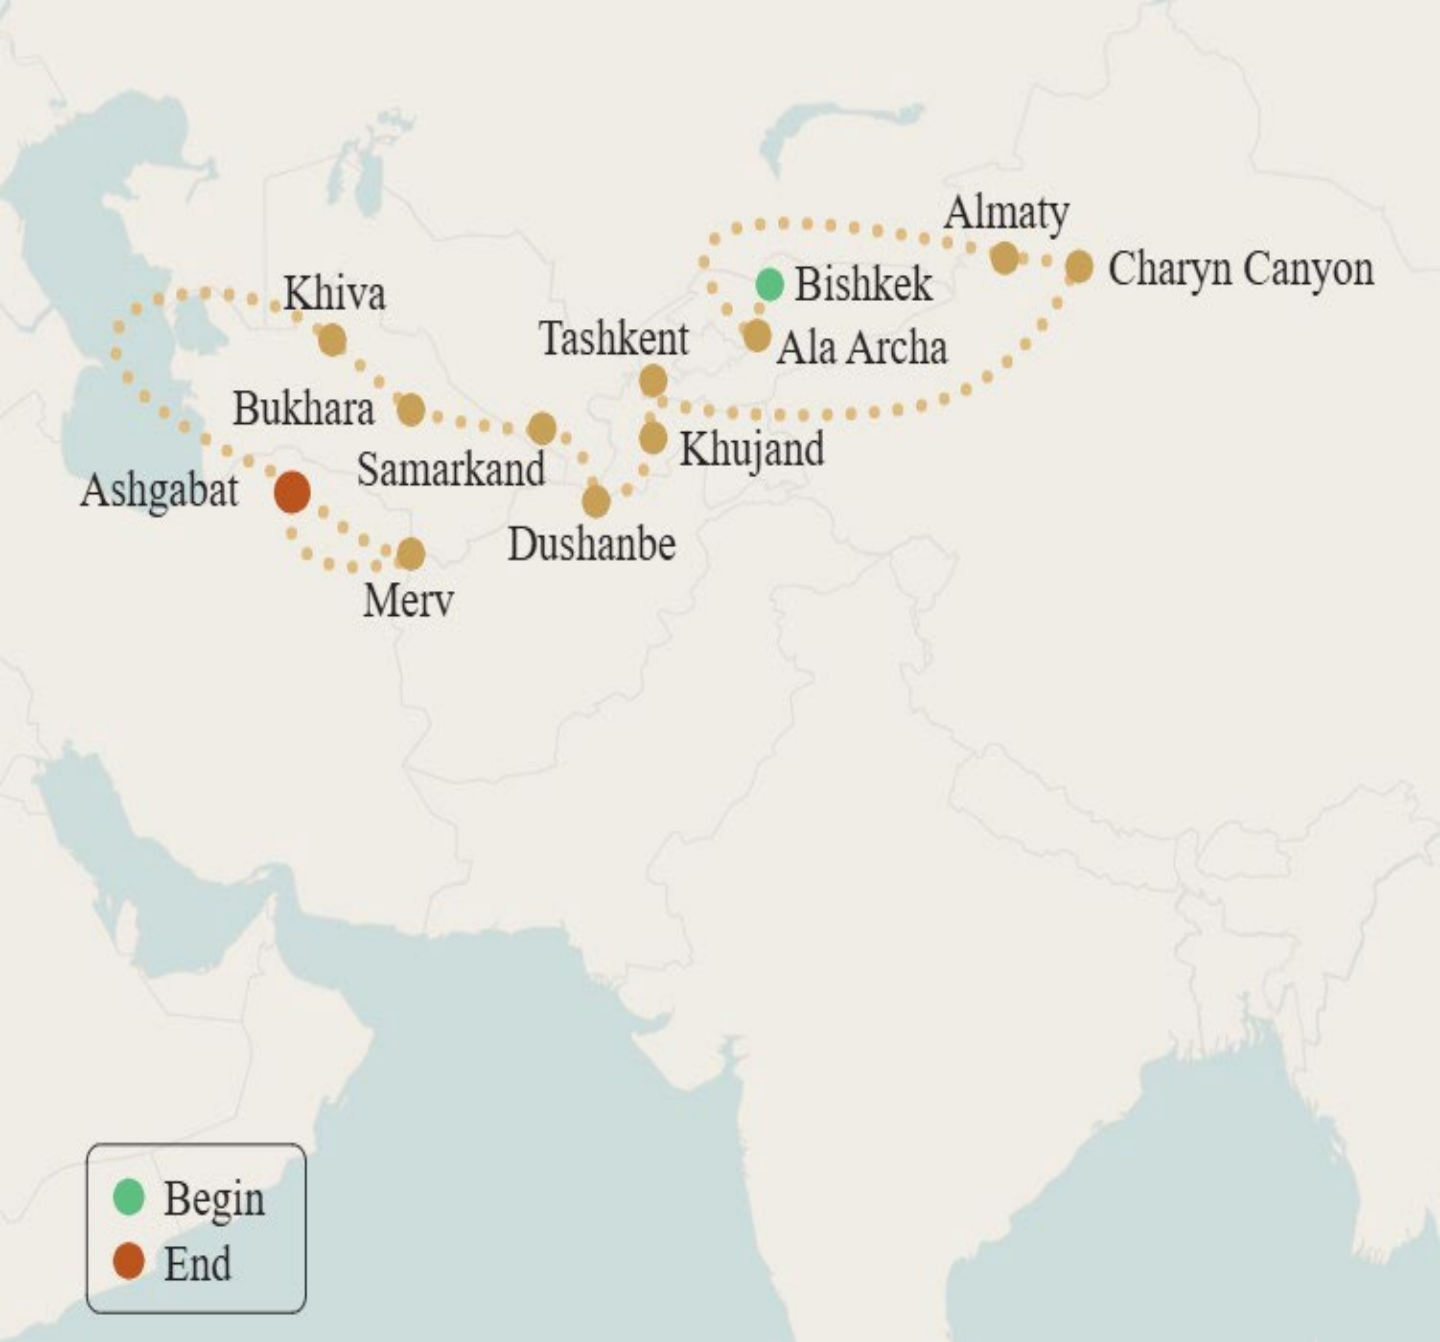 Almaty
Charyn Canyon
Bishkek
Khiva
Tashkent
Ala Archa
Bukhara
Khujand
Samarkand
Ashgabat
Dushanbe
Merv
Begin
End